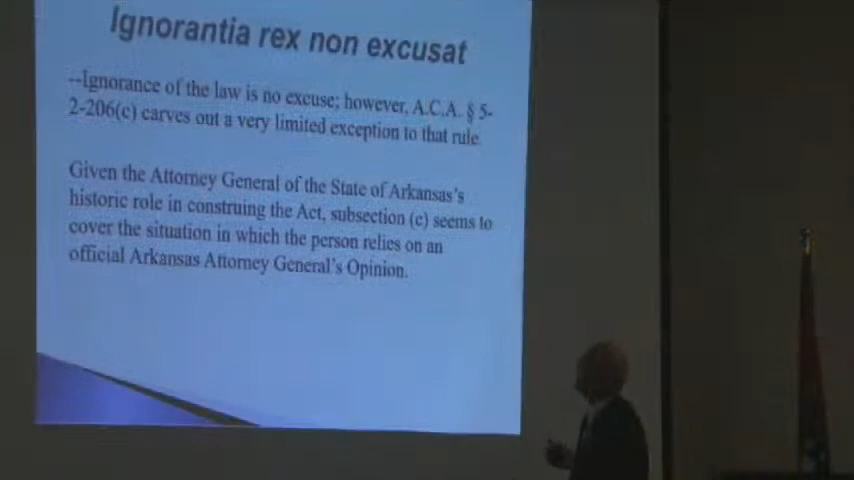 Ignorantia rex non excusat
--Ignorance of the law is no excuse; however, A.C.A. § 5-
2-206(c) carves out a very limited exception to that rule.
Given the Attorney General of the State of Arkansas's
historic role in construing the Act, subsection (c) seems to
cover the situation in which the person relies on an
official Arkansas Attorney General's Opinion.